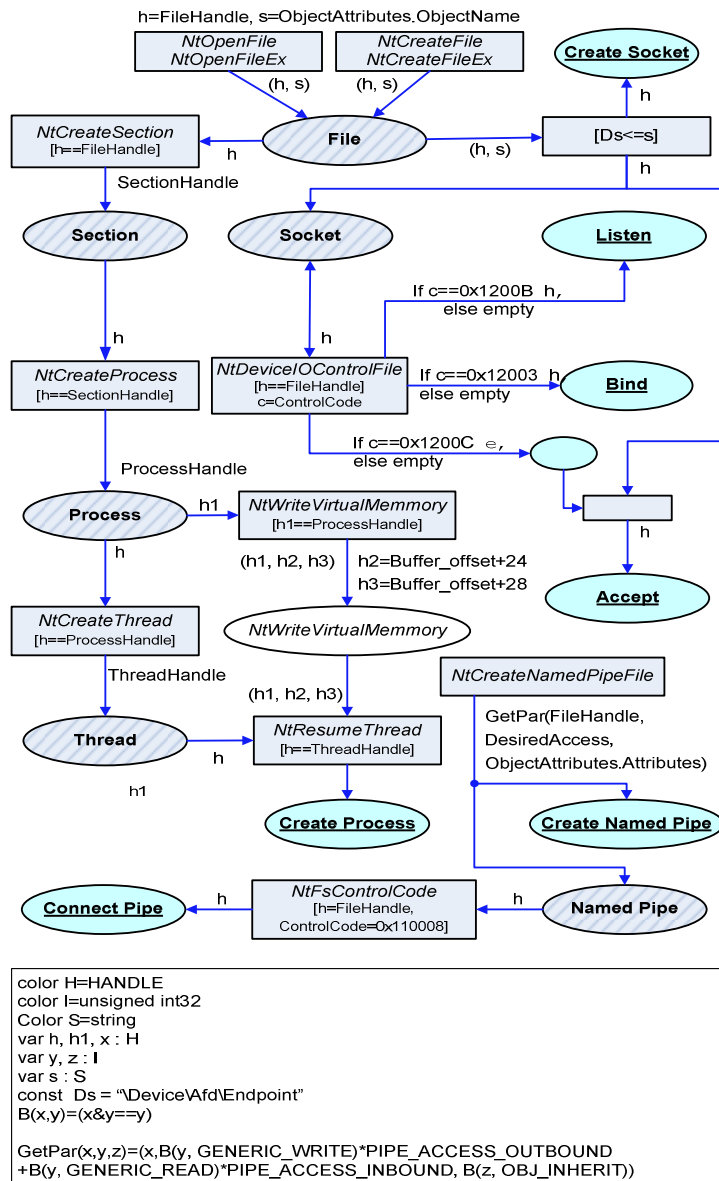 h=FileHandle, s=ObjectAttributes.ObjectName
NtOpenFile
NtOpenFileEx
NtCreateFile
NtCreateFileEx
Create Socket
(h, s)
(h, s)
h
NtCreateSection
[h==FileHandle]
h
File
(h, s)
[Ds<=s]
h
SectionHandle
Section
Socket
Listen
If c==0x1200B h,
else empty
h
h
NtCreateProcess
[h==SectionHandle]
NtDeviceIOControlFile
[h==FileHandle]
c=ControlCode
If c==0x12003 h,
else empty
Bind
If c==0x1200C e,
else empty
ProcessHandle
Process
h1
NtWriteVirtualMemmory
[h1==ProcessHandle]
h
h
(h1, h2, h3)
h2=Buffer_offset+24
h3=Buffer_offset+28
Accept
NtCreateThread
[h==ProcessHandle]
NtWriteVirtualMemmory
ThreadHandle
NtCreateNamedPipeFile
(h1, h2, h3)
GetPar(FileHandle,
DesiredAccess,
ObjectAttributes.Attributes)
Thread
h
NtResumeThread
[h==ThreadHandle]
h1
Create Process
Create Named Pipe
Connect Pipe
h
NtFsControlCode
[h=FileHandle,
ControlCode=0x110008]
h
Named Pipe
color H=HANDLE
color I=unsigned int32
Color S=string
var h, h1, x : H
var y, z : I
var s : S
const Ds = “\Device\Afd\Endpoint”
B(x,y)=(x&y==y)
GetPar(x,y,z)=(x,B(y, GENERIC_WRITE)*PIPE_ACCESS_OUTBOUND
+B(y, GENERIC_READ)*PIPE_ACCESS_INBOUND, B(z, OBJ_INHERIT))